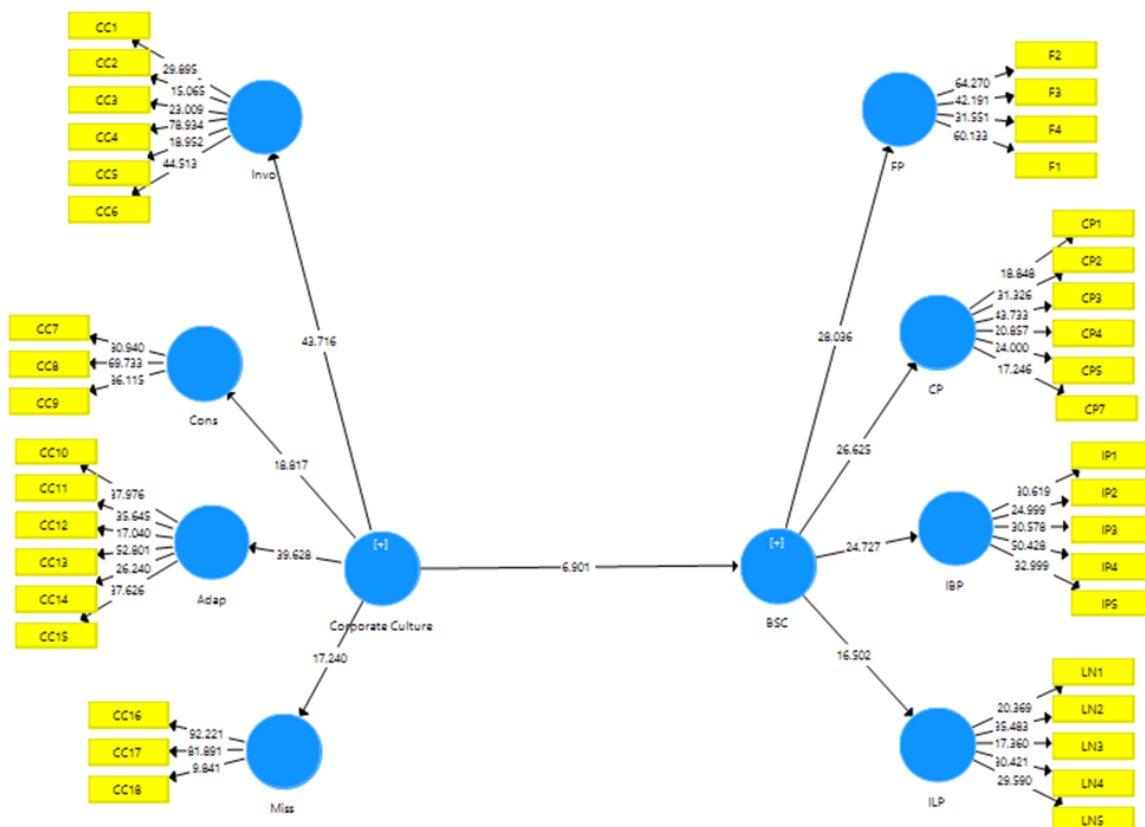 CC1
CC2
CC3
CC4
CC5
CC6
29.895
15.065
23.009
78.934
18.952
44.513
Invo
CC7
CC8
CC9
30.940
69.733
36.115
Cons
CC10
CC11
CC12
CC13
CC14
CC15
37.976
35.645
17.040
52.801
26.240
37.626
Adap
CC16
CC17
CC18
92.221
81.891
9.841
Miss
43.716
18.817
39.628
17.240
[+]
Corporate Culture
6.901
[+]
BSC
28.036
26.625
24.727
16.502
FP
64.270
42.191
31.551
60.133
F2
F3
F4
F1
CP
18.848
31.326
43.733
20.857
24.000
17.246
CP1
CP2
CP3
CP4
CP5
CP7
IBP
30.619
24.999
30.578
50.428
32.999
IP1
IP2
IP3
IP4
IP5
ILP
20.369
35.483
17.360
30.421
29.590
LN1
LN2
LN3
LN4
LN5